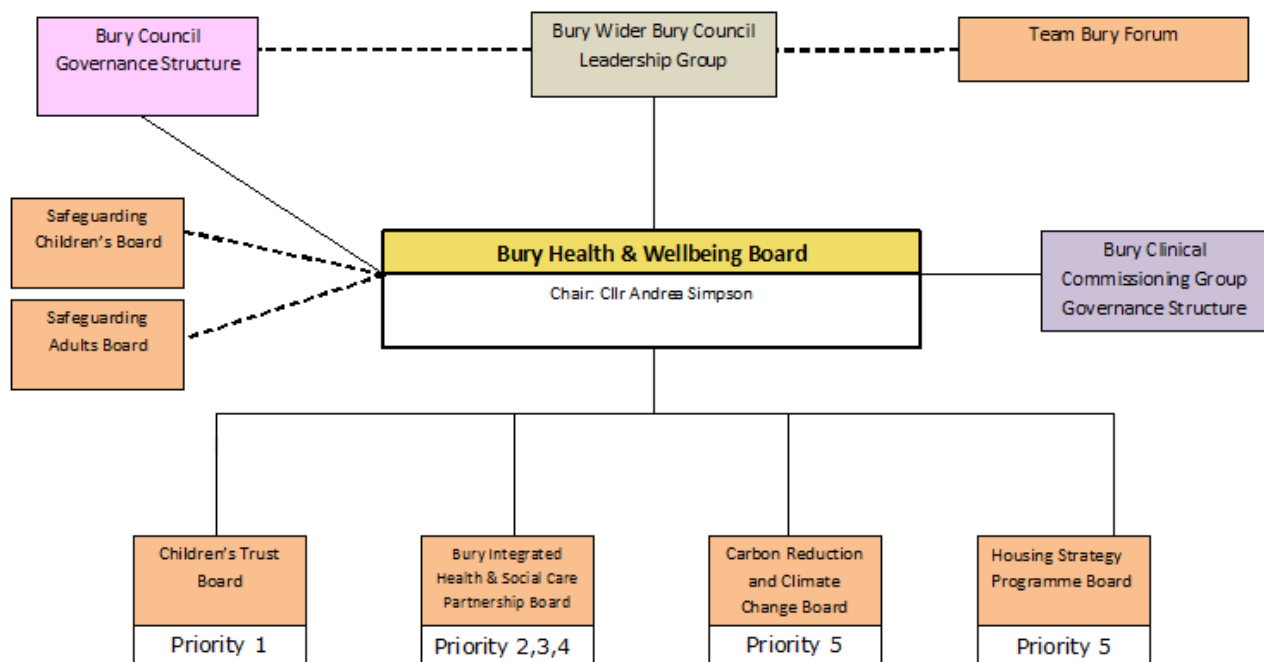 Bury Council
Governance Structure
Bury Wider Bury Council
Leadership Group
Team Bury Forum
Safeguarding
Children’s Board
Safeguarding
Adults Board
Bury Health & Wellbeing Board
Chair: Cllr Andrea Simpson
Bury Clinical
Commissioning Group
Governance Structure
Children’s Trust
Board
Priority 1
Bury Integrated
Health & Social Care
Partnership Board
Priority 2,3,4
Carbon Reduction
and Climate
Change Board
Priority 5
Housing Strategy
Programme Board
Priority 5